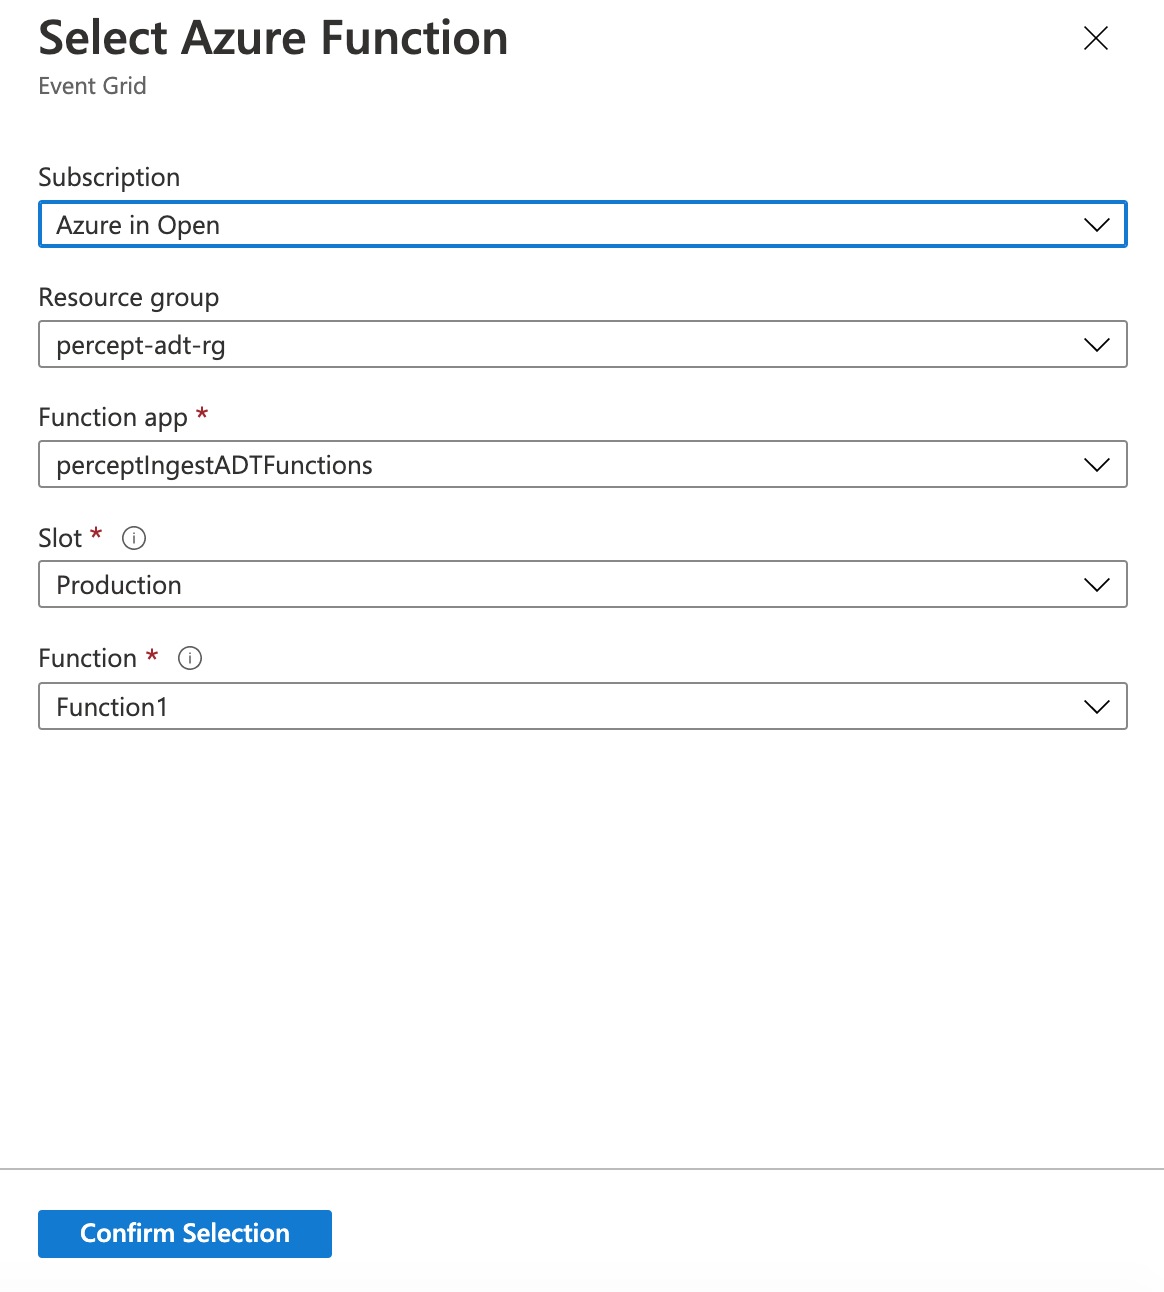 Select Azure Function
Event Grid
Subscription
Azure in Open
Resource group
percept-adt-rg
Function app *
perceptIngestADTFunctions
Slot *
Production
Function *
Function1
Confirm Selection